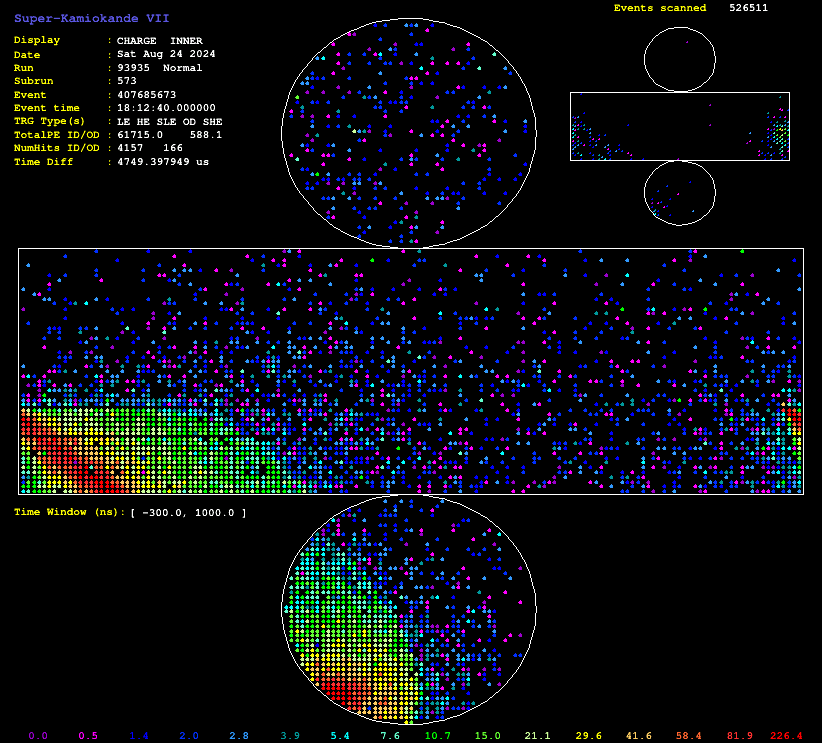 Super-Kamiokande VII
Events scanned 526511
Display : CHARGE INNER
Date : Sat Aug 24 2024
Run : 93935 Normal
Subrun : 573
Event : 407685673
Event time : 18:12:40.000000
TRG Type(s) : LE HE SLE OD SHE
TotalPE ID/OD : 61715.0 588.1
NumHits ID/OD : 4157 166
Time Diff : 4749.397949 us
Time Window (ns): [ -300.0, 1000.0 ]
0.0 0.5 1.4 2.0 2.8 3.9 5.4 7.6 10.7 15.0 21.1 29.6 41.6 58.4 81.9 226.4